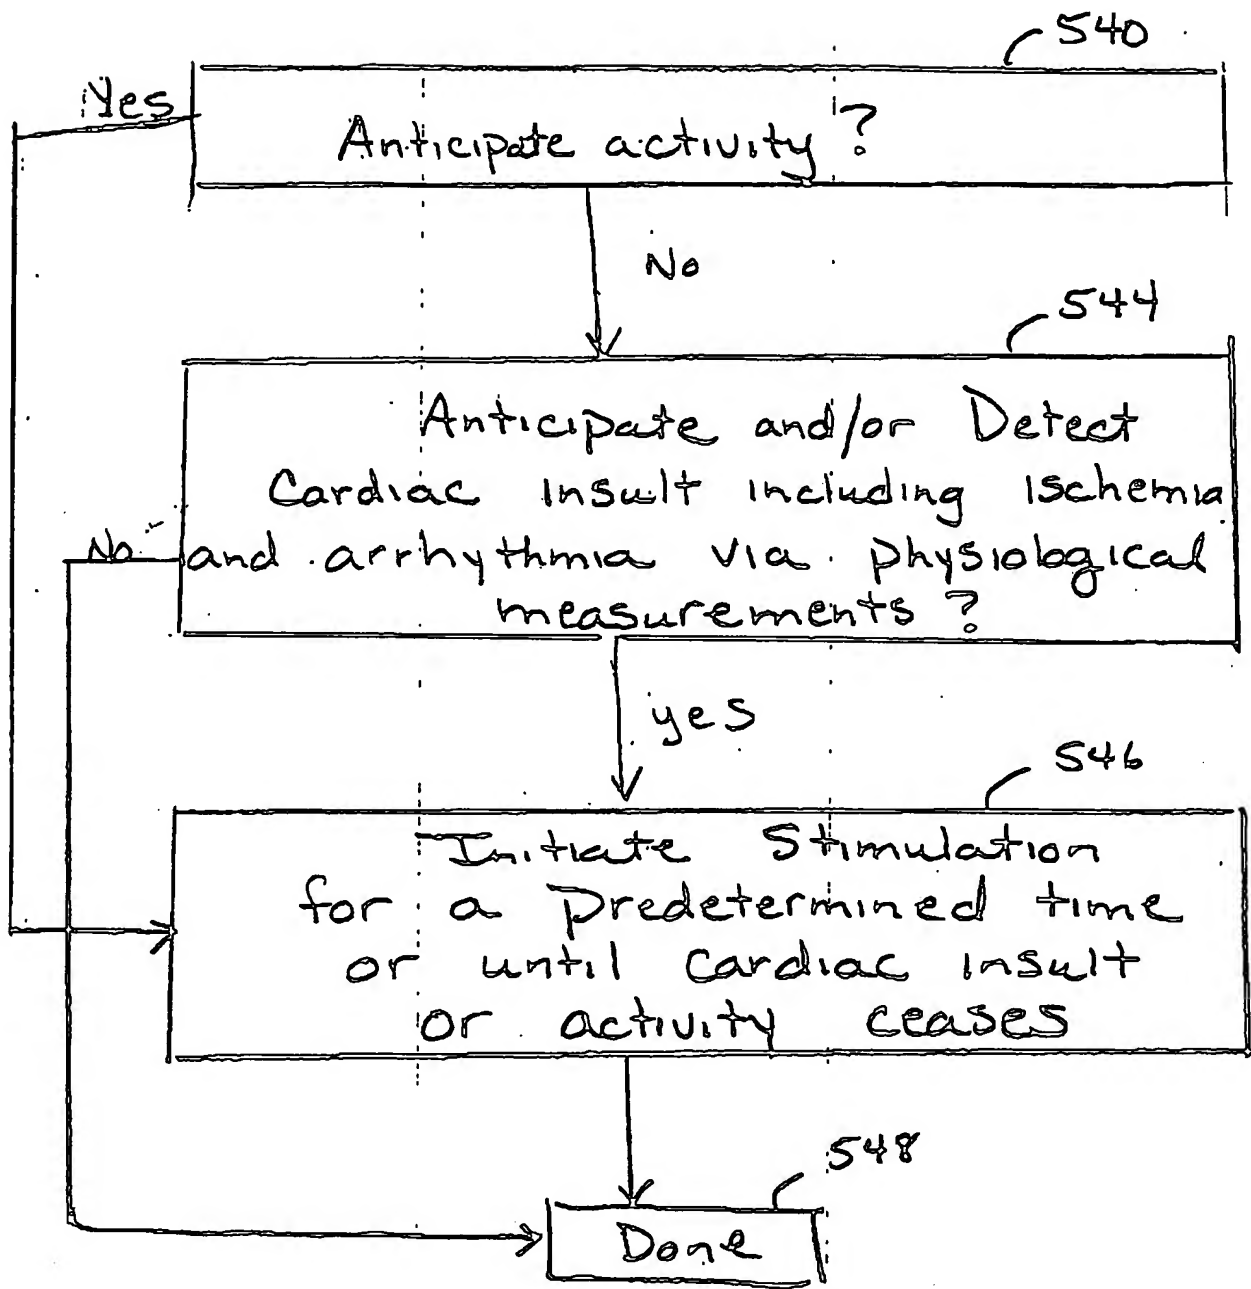 540
Yes
Anticipate activity?
No
544
Anticipate and/or Detect
Cardiac insult including ischemia
No
and arrhythmia via physiological
measurements?
yes
546
Initiate Stimulation
for a predetermined time
or until cardiac insult
or activity ceases
548
Done